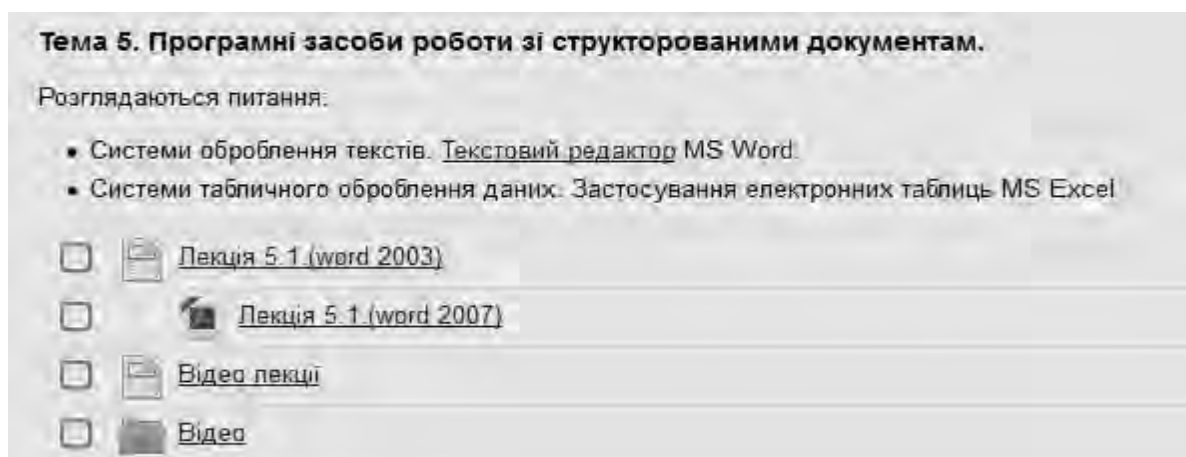 Тема 5. Програмні засоби роботи зі структорованими документам.
Розглядаються питання:
• Системи оброблення текстів. Текстовий редактор MS Word.
• Системи табличного оброблення даних. Застосування електронних таблиць MS Excel
Лекція 5.1.(word 2003)
Лекція 5.1.(word 2007)
Відео лекції
Відео